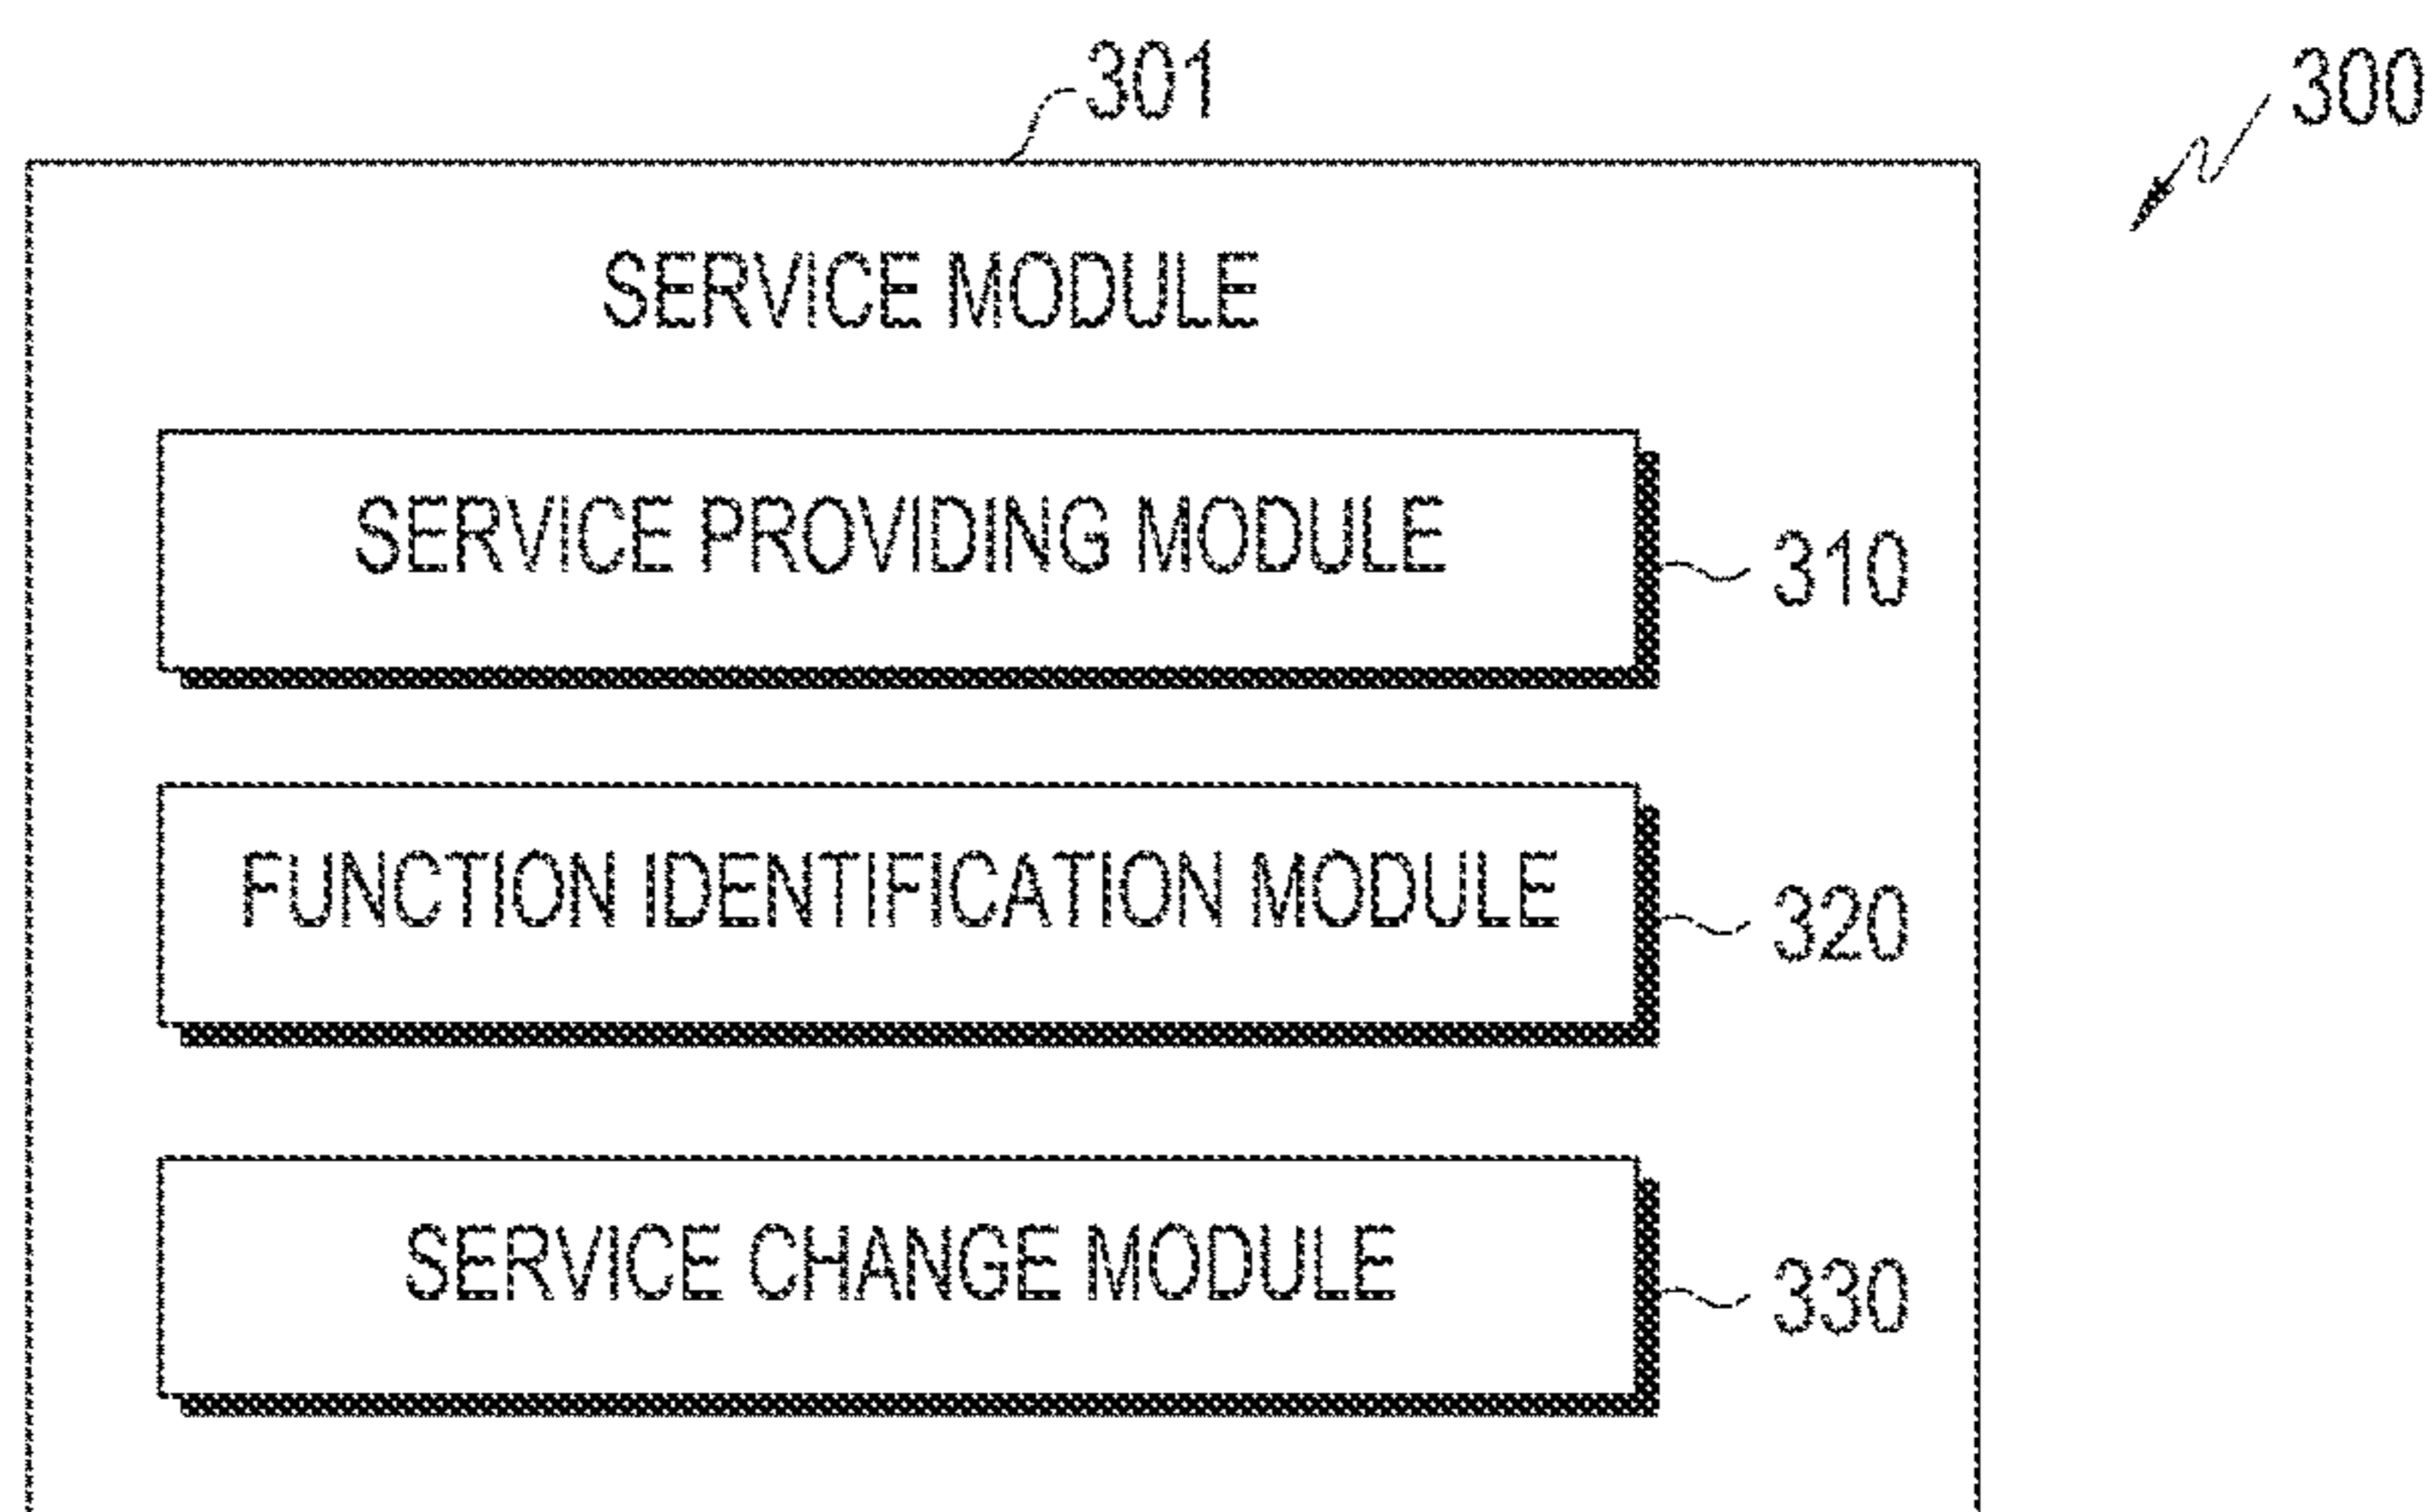 301
300
SERVICE MODULE
SERVICE PROVIDING MODULE
310
FUNCTION IDENTIFICATION MODULE
320
SERVICE CHANGE MODULE
330